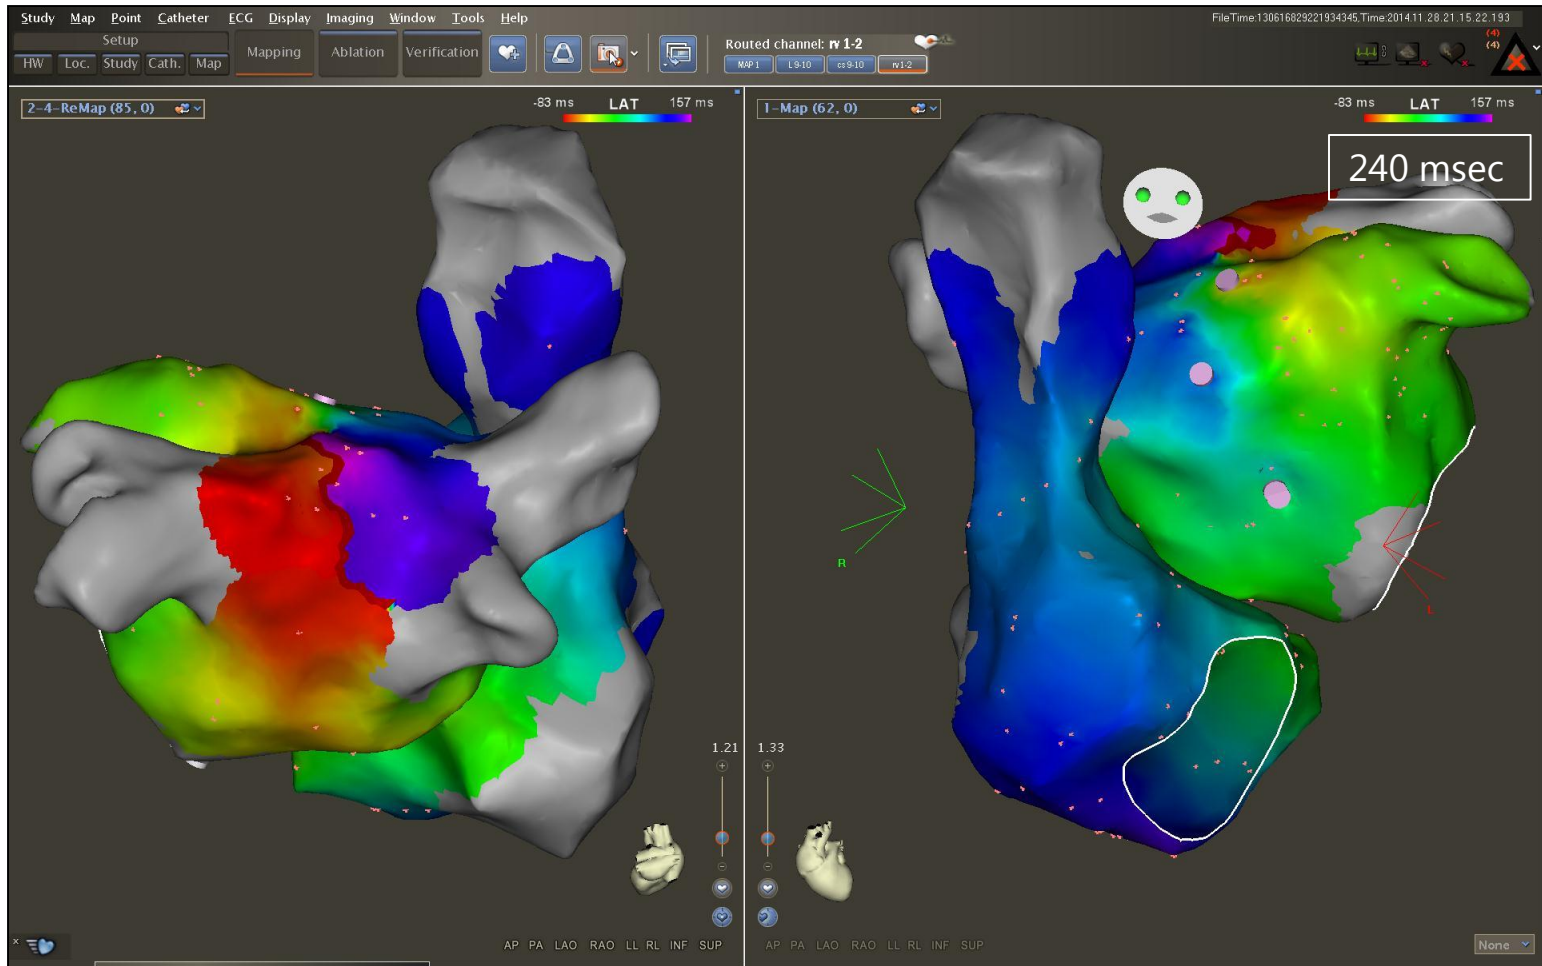 Study Map Point Catheter ECG Display Imaging Window Tools Help
FileTime:130616829221934345,Time:2014.11.28.21.15.22.193
Setup
HW Loc. Study Cath. Map
Mapping Ablation Verification
Routed channel: rv 1-2
MAP 1 L 9-10 cs 9-10 rv1-2
(4)
(4)
2-4-ReMap (85, 0)
-83 ms LAT 157 ms
1-Map (62, 0)
-83 ms LAT 157 ms
240 msec
R
1.21
1.33
AP PA LAO RAO LL RL INF SUP
AP PA LAO RAO LL RL INF SUP
None